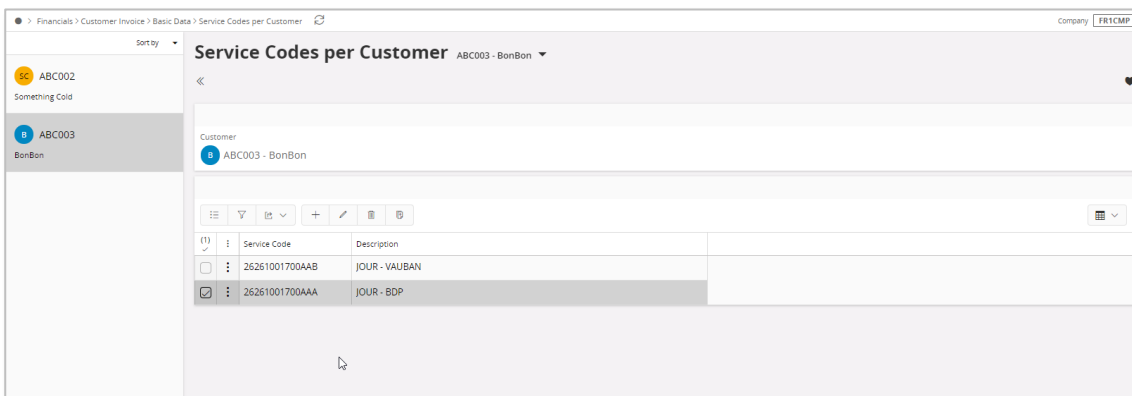 > Financials > Customer Invoice > Basic Data > Service Codes per Customer
Company FR1CMP
Sort by
SC ABC002
Something Cold
B ABC003
BonBon
Service Codes per Customer ABC003 - BonBon
Customer
B ABC003 - BonBon
(1) Service Code Description
26261001700AAB JOUR - VAUBAN
26261001700AAA JOUR - BDP